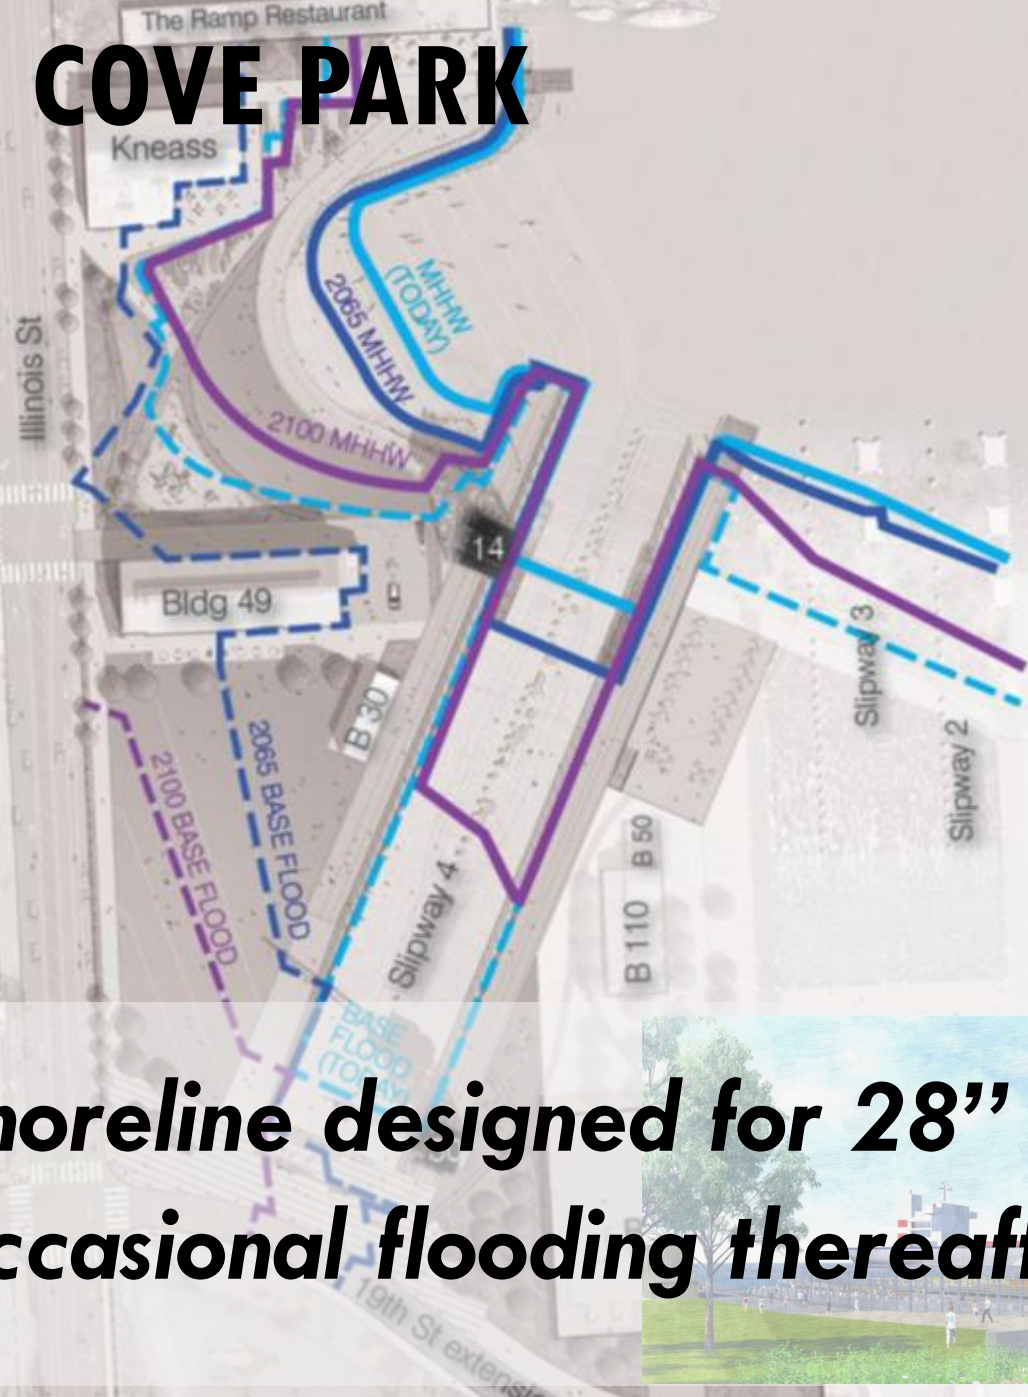 The Ramp Restaurant
COVE PARK
Kneass
MHHW
(TODAY)
2065 MHHW
Illinois St
2100 MHHW
14
Bldg 49
B 30
Slipway 3
Slipway 2
2065 BASE FLOOD
2100 BASE FLOOD
B 50
Slipway 4
B 110
BASE
FLOOD
(TODAY)
horeline designed for 28”
ccasional flooding thereaft
19th St extensio